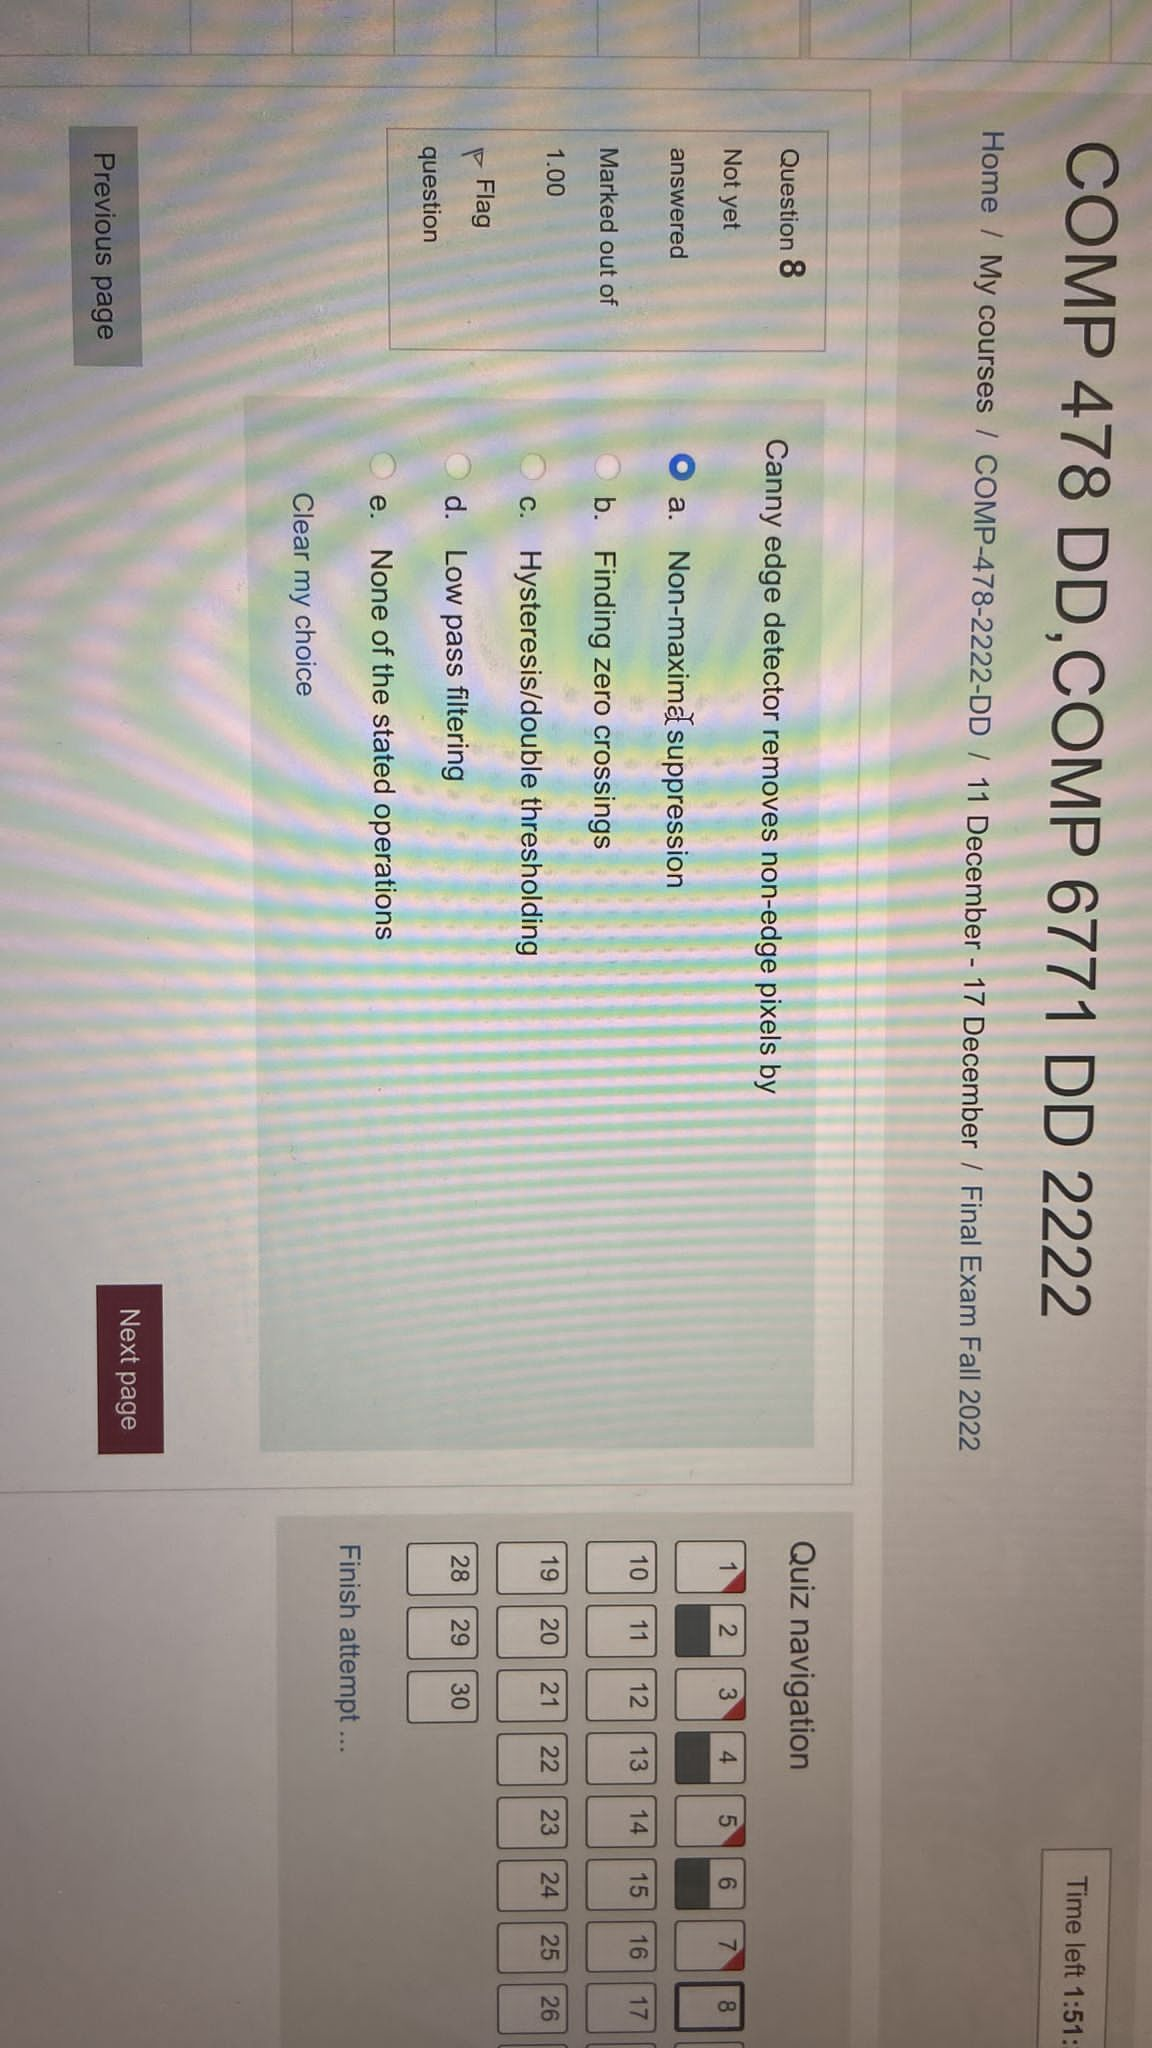 COMP 478 DD,COMP 6771 DD 2222
Time left 1:51:
Home / My courses / COMP-478-2222-DD / 11 December - 17 December / Final Exam Fall 2022
Question 8
Not yet
answered
Marked out of
1.00
Flag
question
Canny edge detector removes non-edge pixels by
a. Non-maxima suppression
b. Finding zero crossings
c. Hysteresis/double thresholding
d. Low pass filtering
e. None of the stated operations
Clear my choice
Previous page
Next page
Quiz navigation
1 2 3 4 5 6 7 8
10 11 12 13 14 15 16 17
19 20 21 22 23 24 25 26
28 29 30
Finish attempt ...